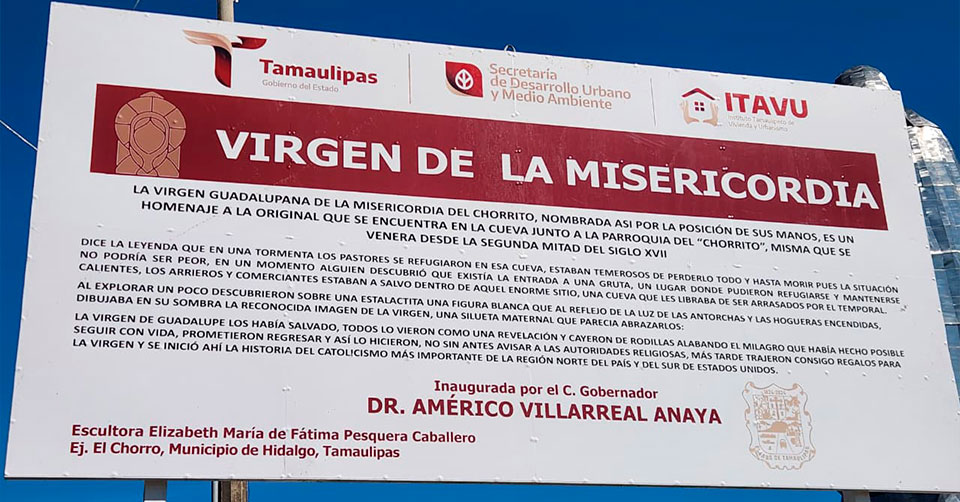 Tamaulipas
Gobierno del Estado
Secretaría
de Desarrollo Urbano
y Medio Ambiente
ITAVU
Instituto Tamaulipeco de
Vivienda y Urbanismo
VIRGEN DE LA MISERICORDIA
LA VIRGEN GUADALUPANA DE LA MISERICORDIA DEL CHORRITO, NOMBRADA ASI POR LA POSICIÓN DE SUS MANOS, ES UN
HOMENAJE A LA ORIGINAL QUE SE ENCUENTRA EN LA CUEVA JUNTO A LA PARROQUIA DEL "CHORRITO", MISMA QUE SE
VENERA DESDE LA SEGUNDA MITAD DEL SIGLO XVII
DICE LA LEYENDA QUE EN UNA TORMENTA LOS PASTORES SE REFUGIARON EN ESA CUEVA, ESTABAN TEMEROSOS DE PERDERLO TODO Y HASTA MORIR PUES LA SITUACIÓN
NO PODRÍA SER PEOR, EN UN MOMENTO ALGUIEN DESCUBRIÓ QUE EXISTÍA LA ENTRADA A UNA GRUTA, UN LUGAR DONDE PUDIERON REFUGIARSE Y MANTENERSE
CALIENTES, LOS ARRIEROS Y COMERCIANTES ESTABAN A SALVO DENTRO DE AQUEL ENORME SITIO, UNA CUEVA QUE LES LIBRABA DE SER ARRASADOS POR EL TEMPORAL.
AL EXPLORAR UN POCO DESCUBRIERON SOBRE UNA ESTALACTITA UNA FIGURA BLANCA QUE AL REFLEJO DE LA LUZ DE LAS ANTORCHAS Y LAS HOGUERAS ENCENDIDAS,
DIBUJABA EN SU SOMBRA LA RECONOCIDA IMAGEN DE LA VIRGEN, UNA SILUETA MATERNAL QUE PARECIA ABRAZARLOS:
LA VIRGEN DE GUADALUPE LOS HABÍA SALVADO, TODOS LO VIERON COMO UNA REVELACIÓN Y CAYERON DE RODILLAS ALABANDO EL MILAGRO QUE HABÍA HECHO POSIBLE
SEGUIR CON VIDA, PROMETIERON REGRESAR Y ASÍ LO HICIERON, NO SIN ANTES AVISAR A LAS AUTORIDADES RELIGIOSAS, MÁS TARDE TRAJERON CONSIGO REGALOS PARA
LA VIRGEN Y SE INICIÓ AHÍ LA HISTORIA DEL CATOLICISMO MÁS IMPORTANTE DE LA REGIÓN NORTE DEL PAÍS Y DEL SUR DE ESTADOS UNIDOS.
Inaugurada por el C. Gobernador
DR. AMÉRICO VILLARREAL ANAYA
Escultora Elizabeth María de Fátima Pesquera Caballero
Ej. El Chorro, Municipio de Hidalgo, Tamaulipas